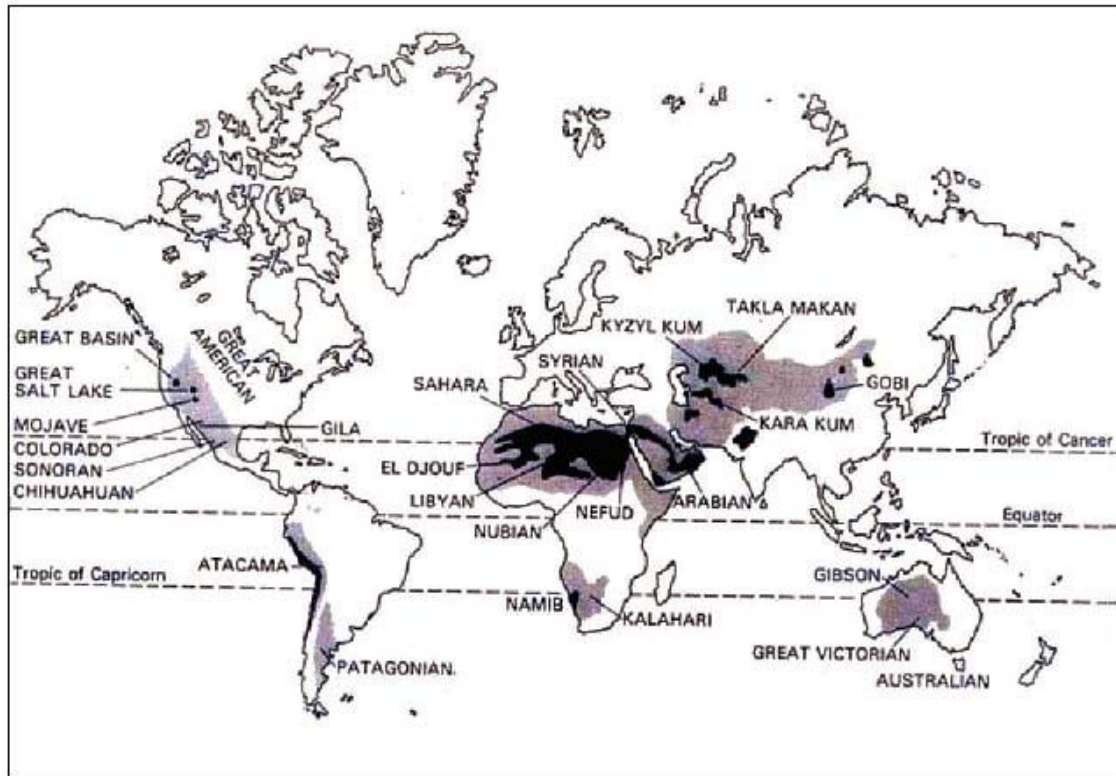 THE GREAT
AMERICAN
GREAT BASIN
GREAT
SALT LAKE
MOJAVE
COLORADO
SONORAN
CHIHUAHUAN
GILA
TAKLA MAKAN
KYZYL KUM
SYRIAN
SAHARA
GOBI
KARA KUM
Tropic of Cancer
EL DJOUF
LIBYAN
NUBIAN
NEFUD
ARABIAN
Equator
ATACAMA
Tropic of Capricorn
NAMIB
KALAHARI
GIBSON
GREAT VICTORIAN
AUSTRALIAN
PATAGONIAN.